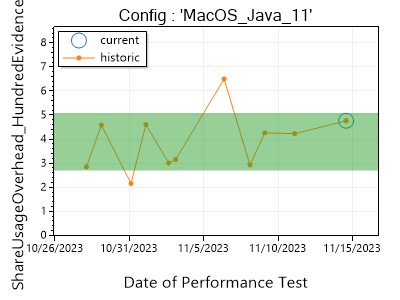 Config : 'MacOS_Java_11'
current
historic
ShareUsageOverhead_HundredEvidence
8
7
6
5
4
3
2
1
0
10/26/2023 10/31/2023 11/5/2023 11/10/2023 11/15/2023
Date of Performance Test